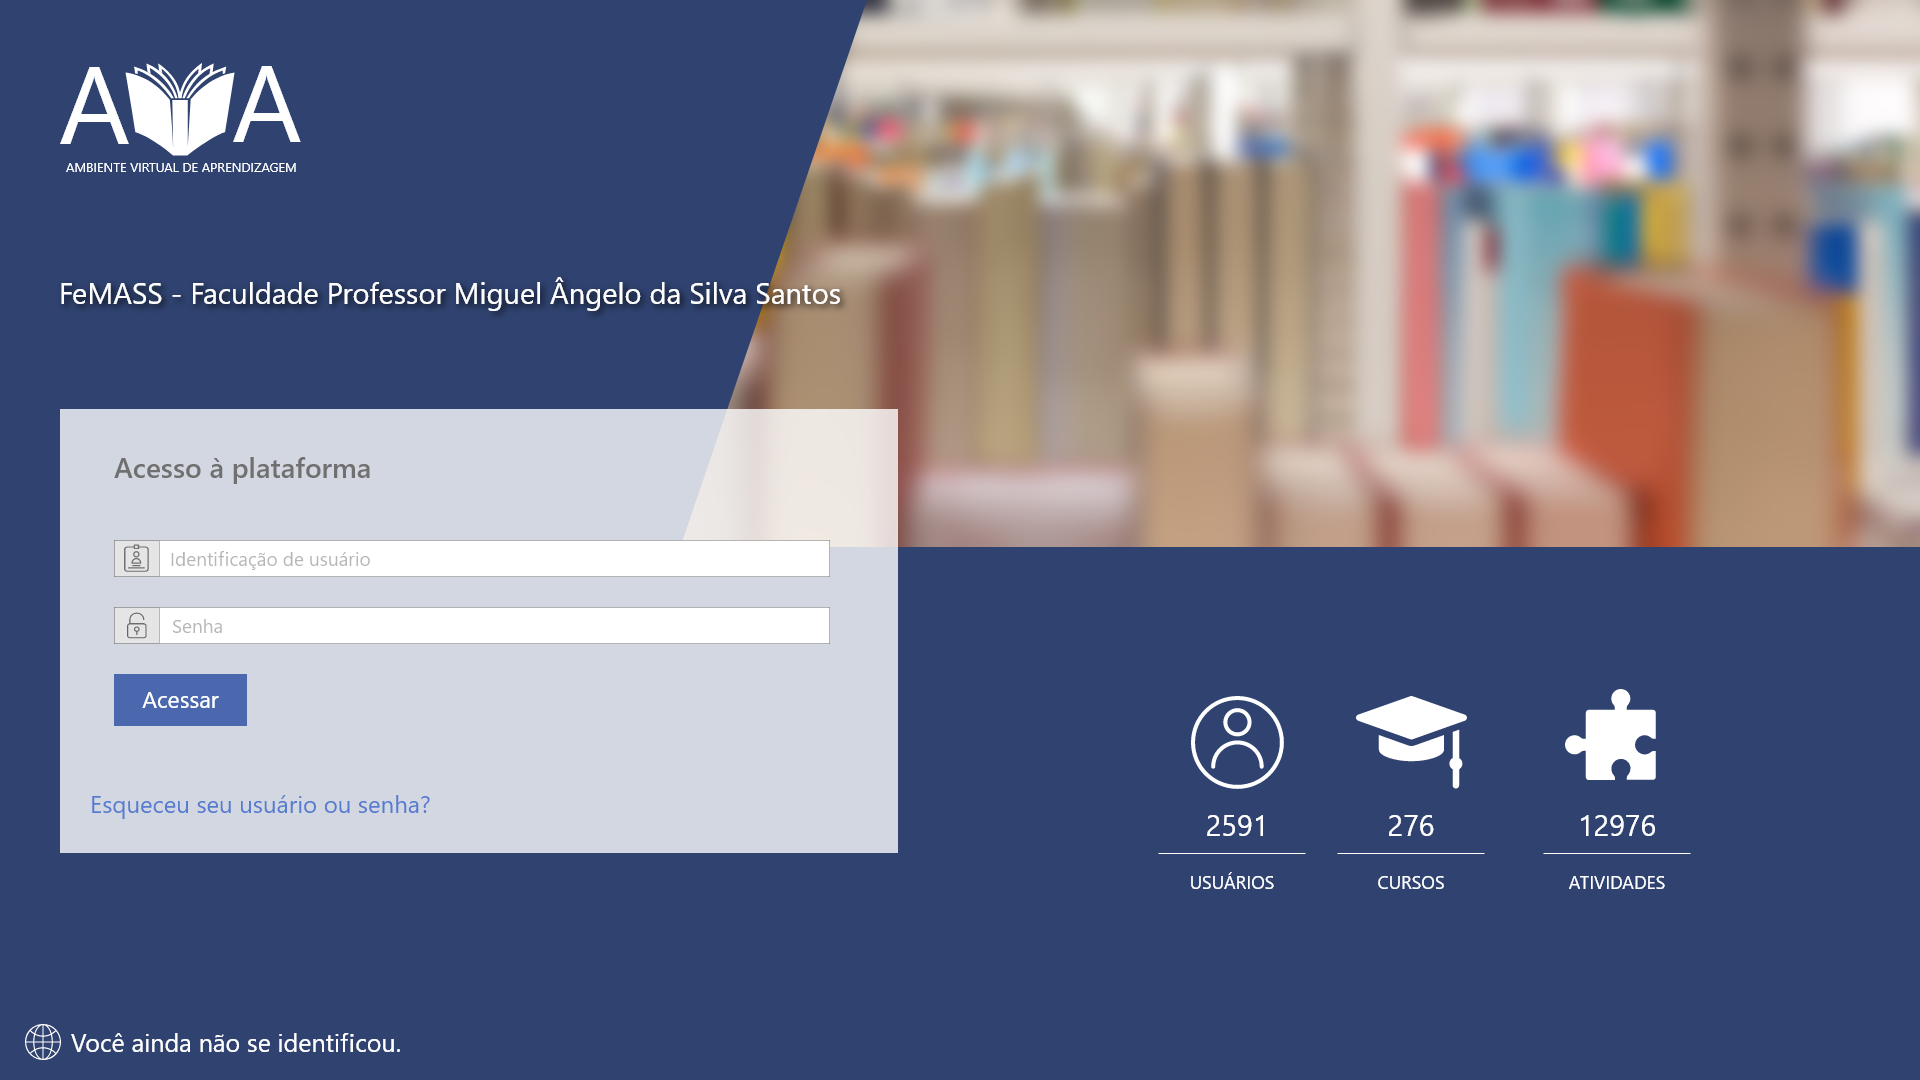 AVA
AMBIENTE VIRTUAL DE APRENDIZAGEM
FeMASS - Faculdade Professor Miguel Ângelo da Silva Santos
Acesso à plataforma
Identificação de usuário
Senha
Acessar
Esqueceu seu usuário ou senha?
2591
276
12976
USUÁRIOS
CURSOS
ATIVIDADES
Você ainda não se identificou.